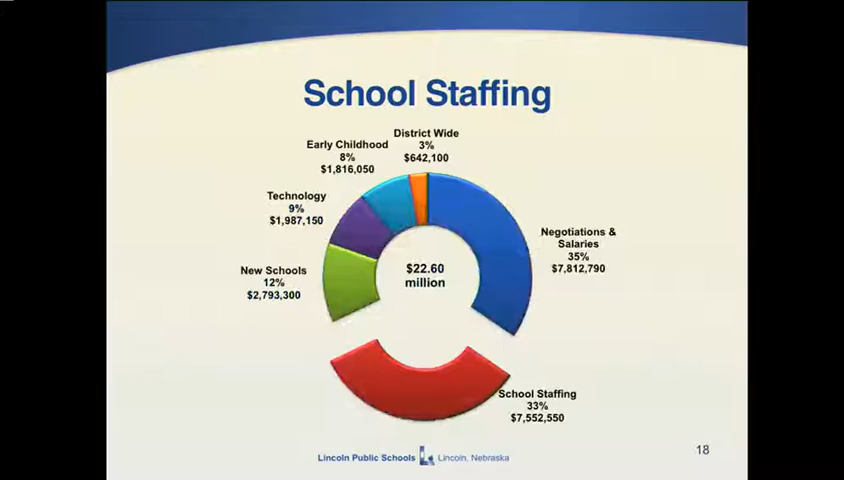 School Staffing
District Wide
3%
$642,100
Early Childhood
8%
$1,816,050
Technology
9%
$1,987,150
Negotiations &
Salaries
35%
$7,812,790
New Schools
12%
$2,793,300
$22.60
million
School Staffing
33%
$7,552,550
Lincoln Public Schools Lincoln, Nebraska
18